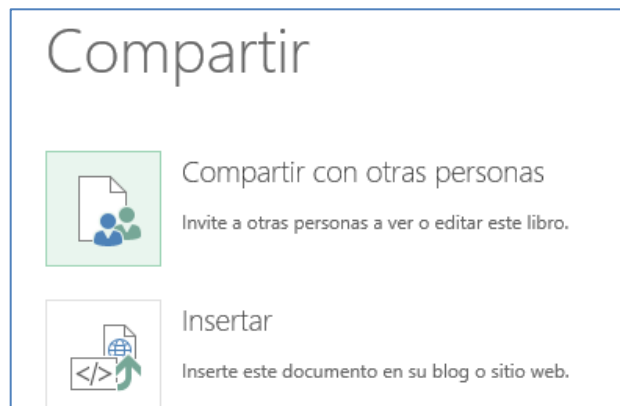 Compartir
Compartir con otras personas
Invite a otras personas a ver o editar este libro.
Insertar
</>
Inserte este documento en su blog o sitio web.